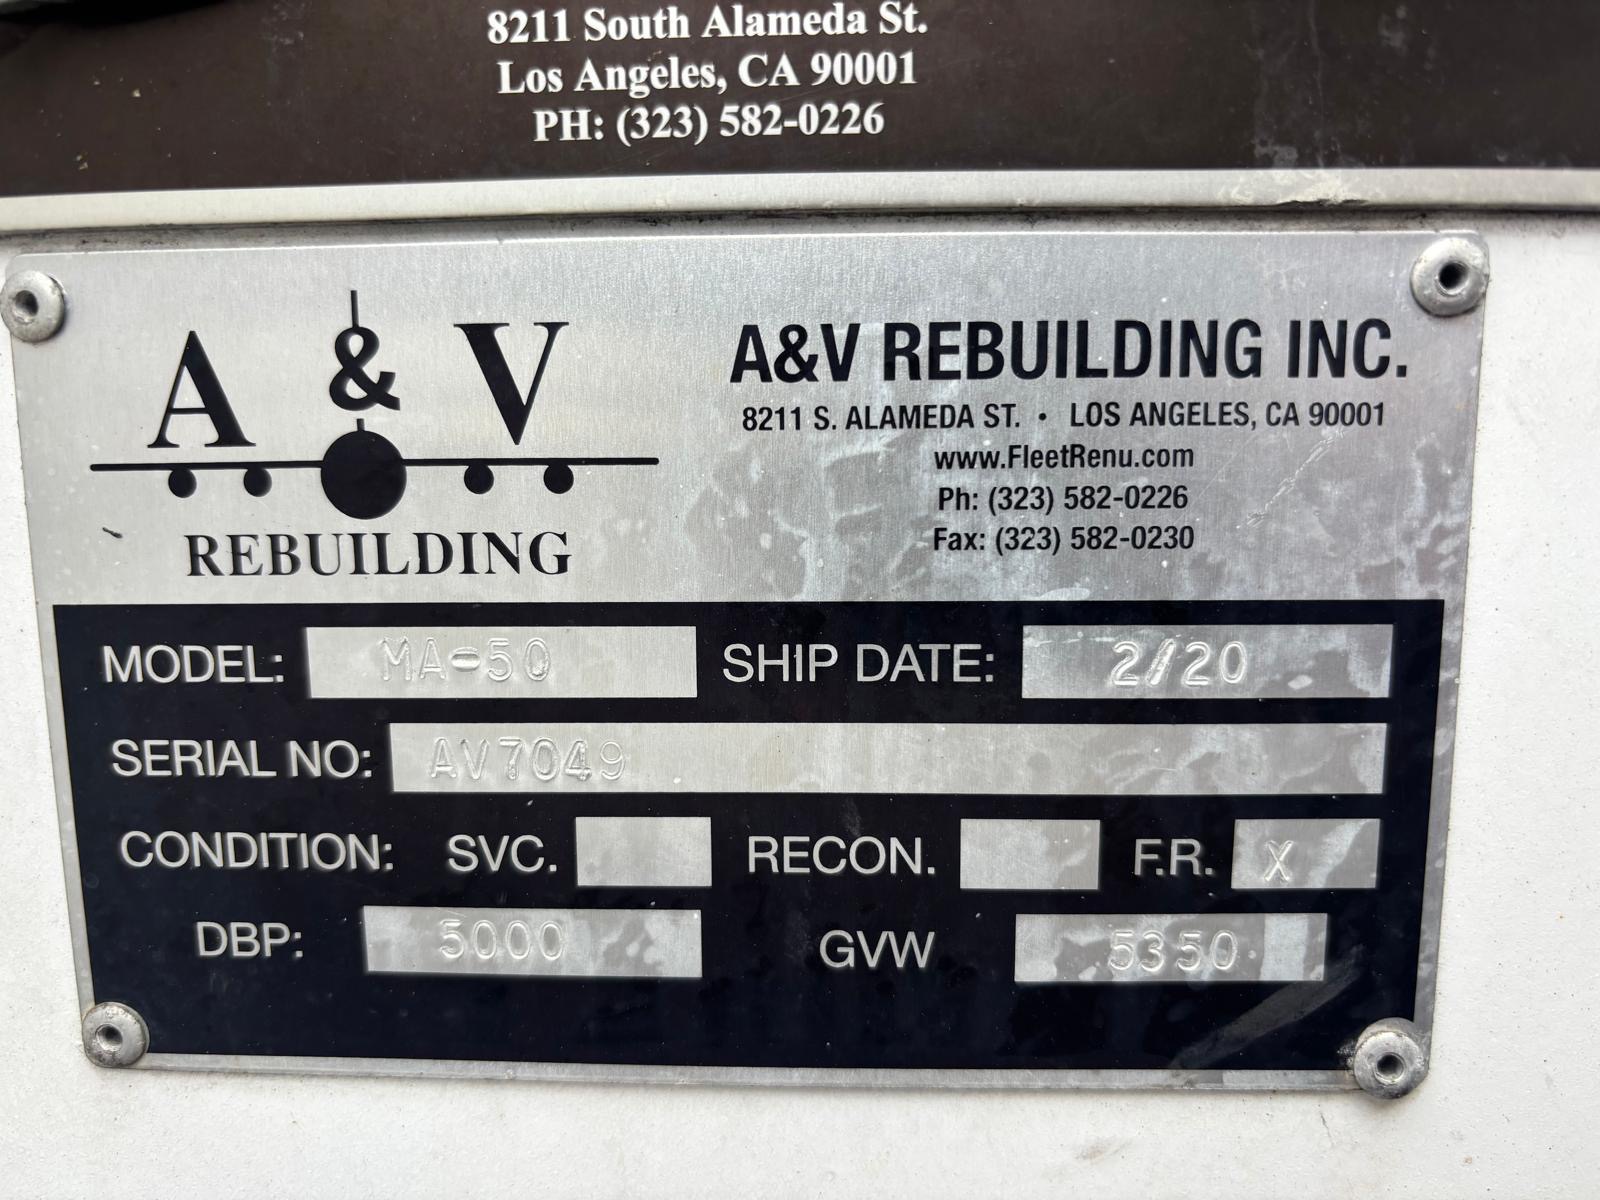 8211 South Alameda St.
Los Angeles, CA 90001
PH: (323) 582-0226
A & V
REBUILDING
A&V REBUILDING INC.
8211 S. ALAMEDA ST. • LOS ANGELES, CA 90001
www.FleetRenu.com
Ph: (323) 582-0226
Fax: (323) 582-0230
MODEL: MA-50 SHIP DATE: 2/20
SERIAL NO: AV7049
CONDITION: SVC. RECON. F.R. X
DBP: 5000 GVW 5350